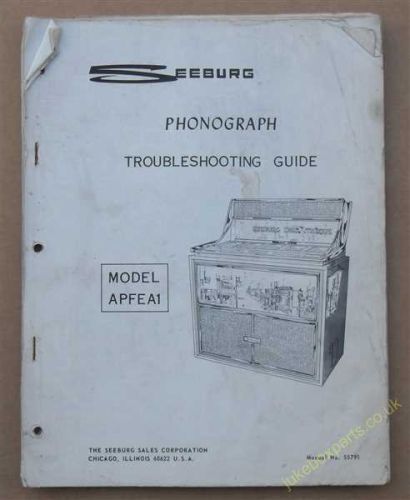 SEEBURG
PHONOGRAPH
TROUBLESHOOTING GUIDE
MODEL
APFEA1
SEEBURG
THE SEEBURG SALES CORPORATION
CHICAGO, ILLINOIS 60622 U.S.A.
Manual No. 55791
jukeboxparts.co.uk